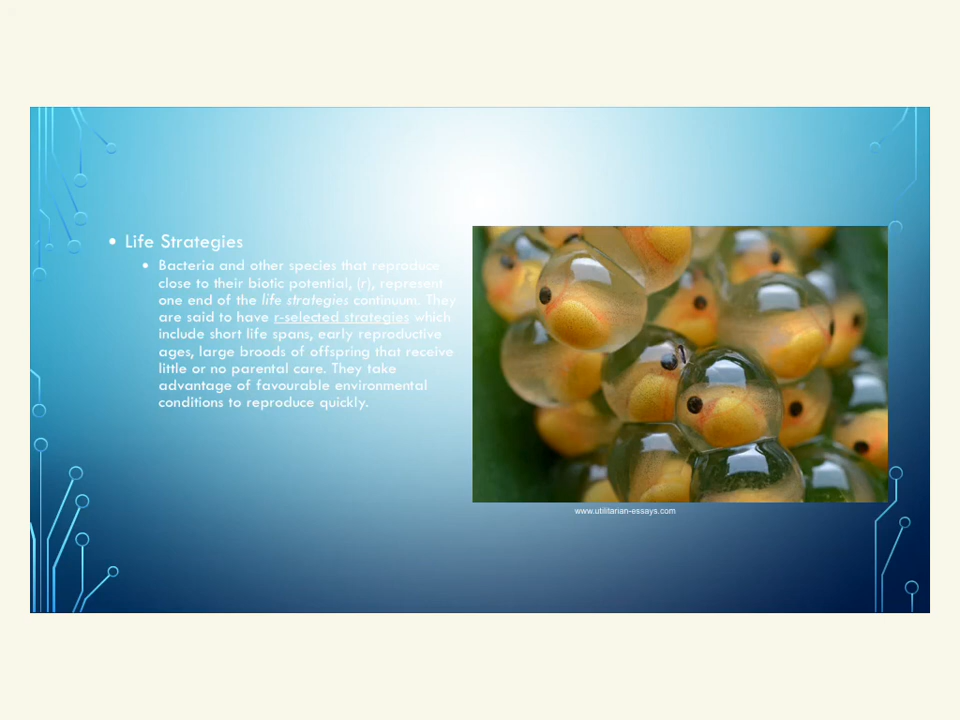 • Life Strategies
• Bacteria and other species that reproduce
close to their biotic potential, (r), represent
one end of the life strategies continuum. They
are said to have r-selected strategies which
include short life spans, early reproductive
ages, large broods of offspring that receive
little or no parental care. They take
advantage of favourable environmental
conditions to reproduce quickly.
www.utilitarian-essays.com